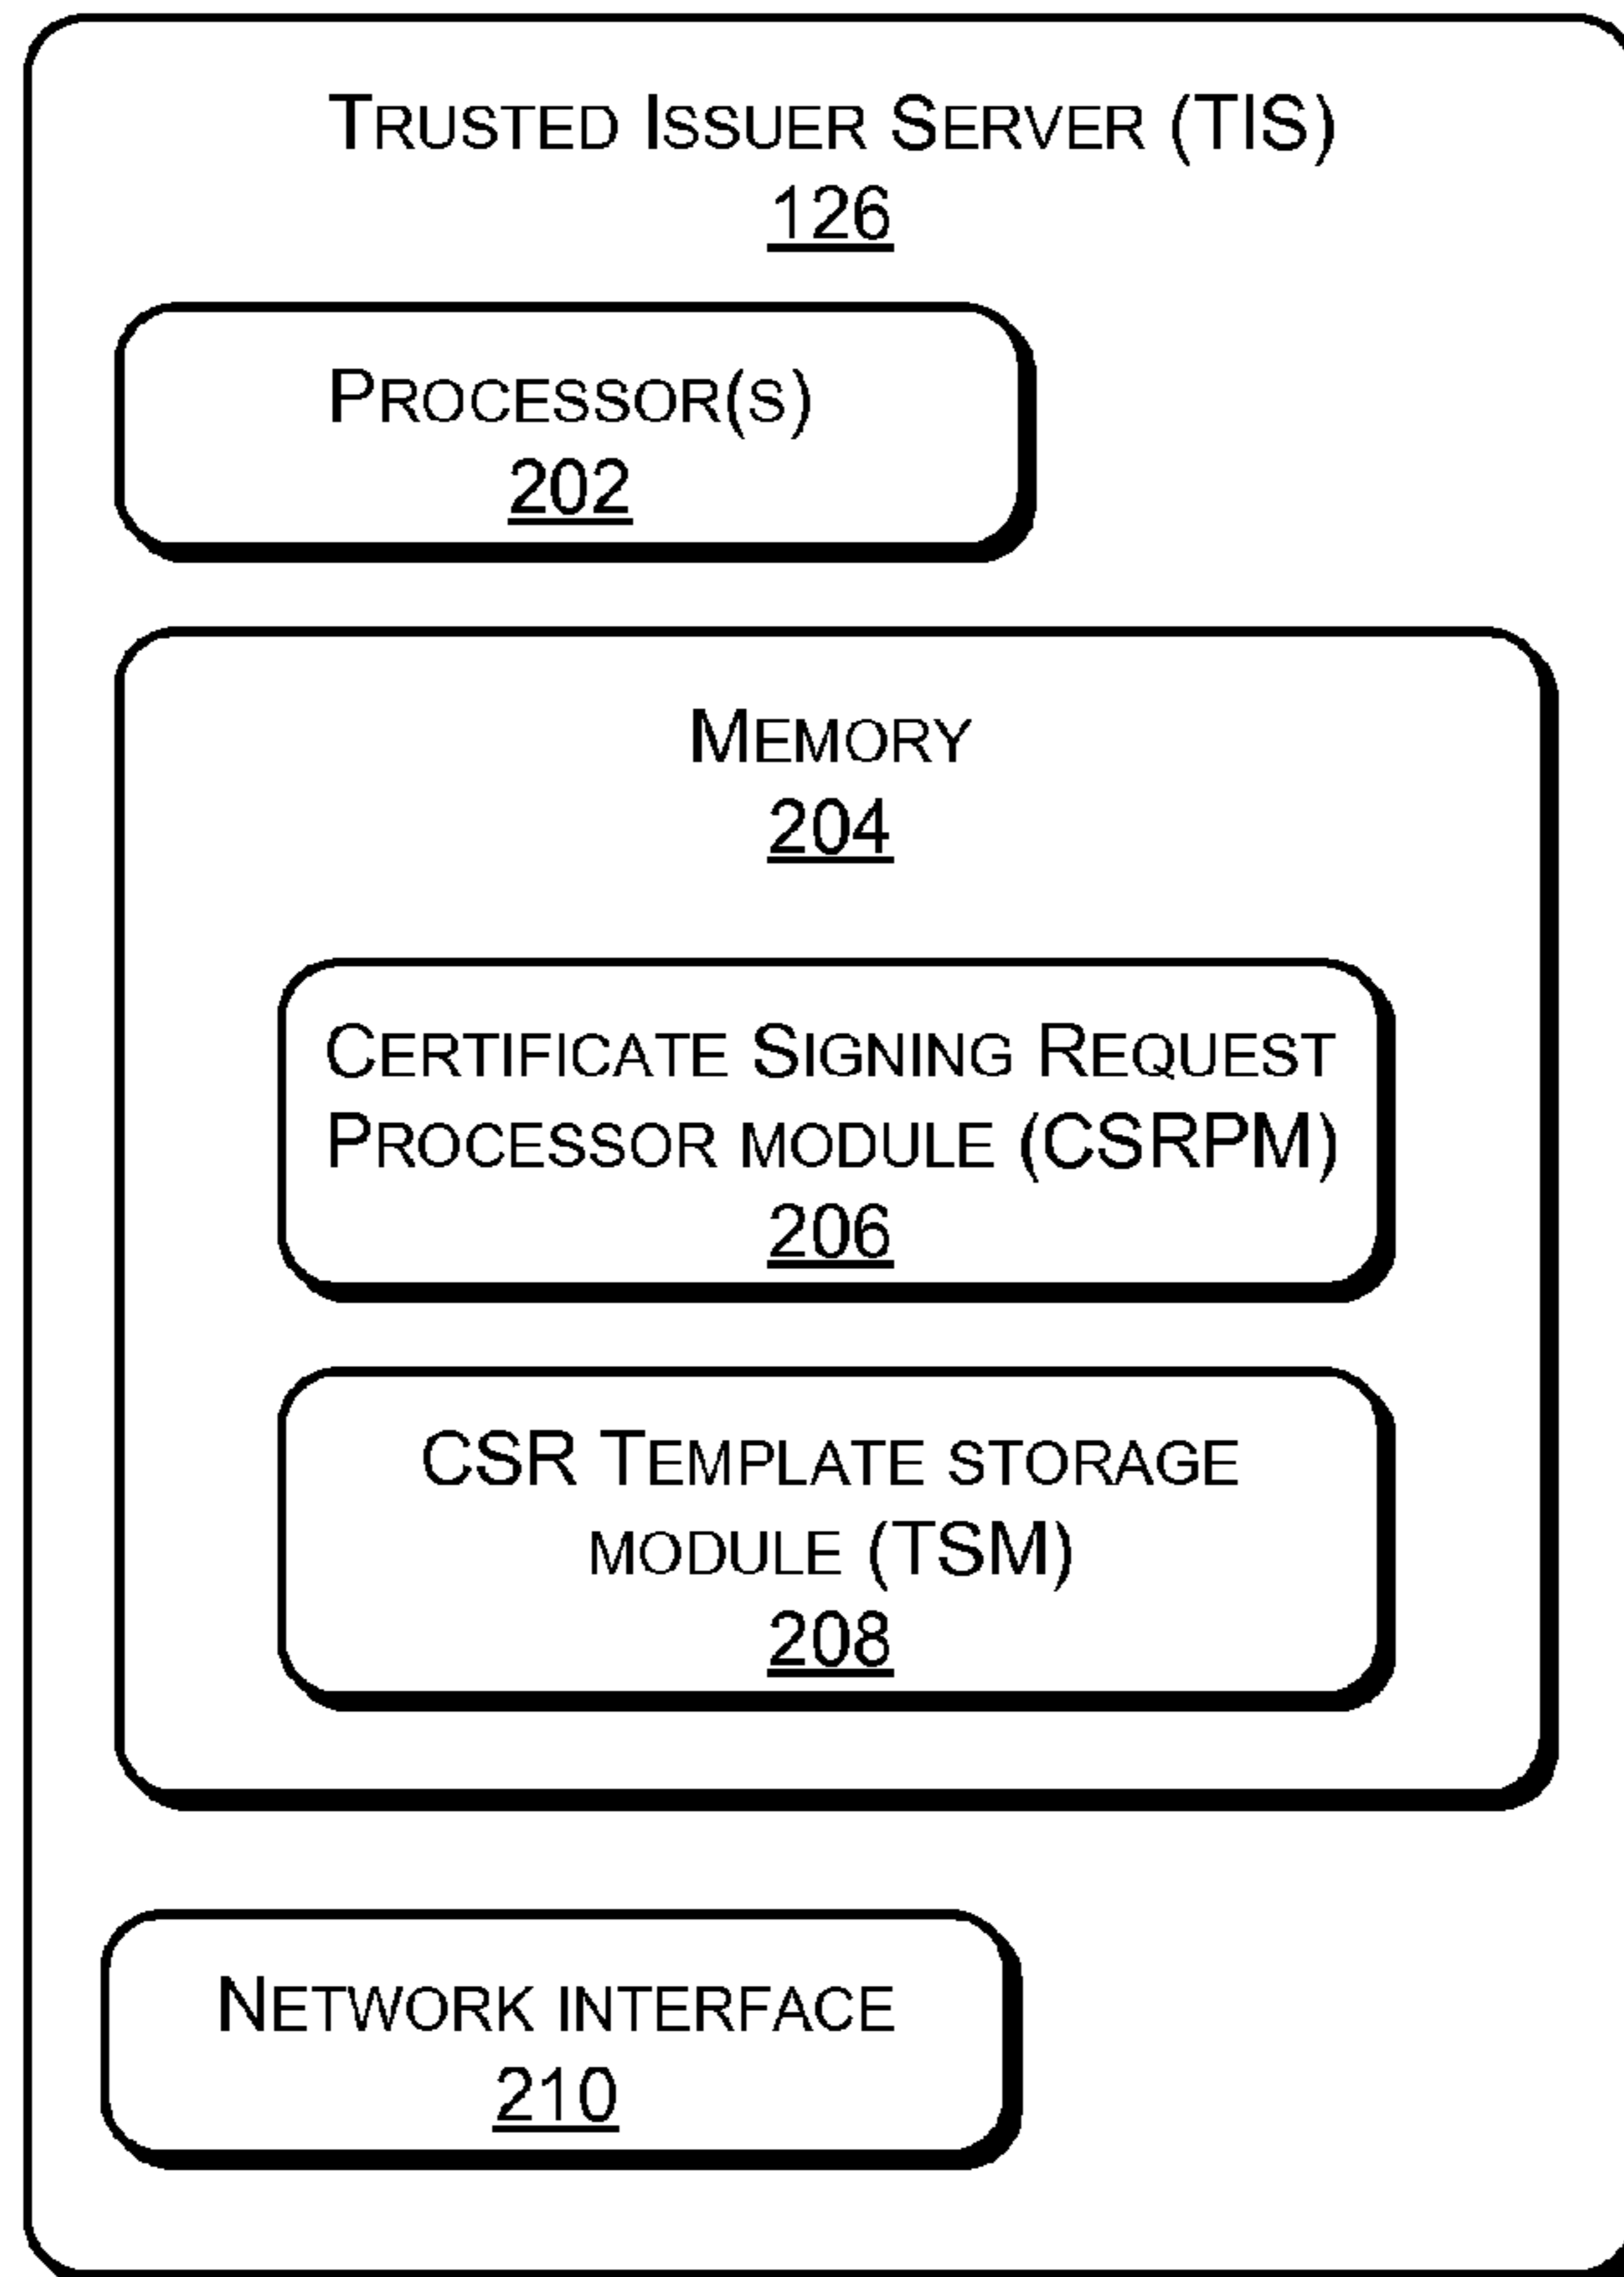 TRUSTED ISSUER SERVER (TIS)
126
PROCESSOR(S)
202
MEMORY
204
CERTIFICATE SIGNING REQUEST
PROCESSOR MODULE (CSRPM)
206
CSR TEMPLATE STORAGE
MODULE (TSM)
208
NETWORK INTERFACE
210